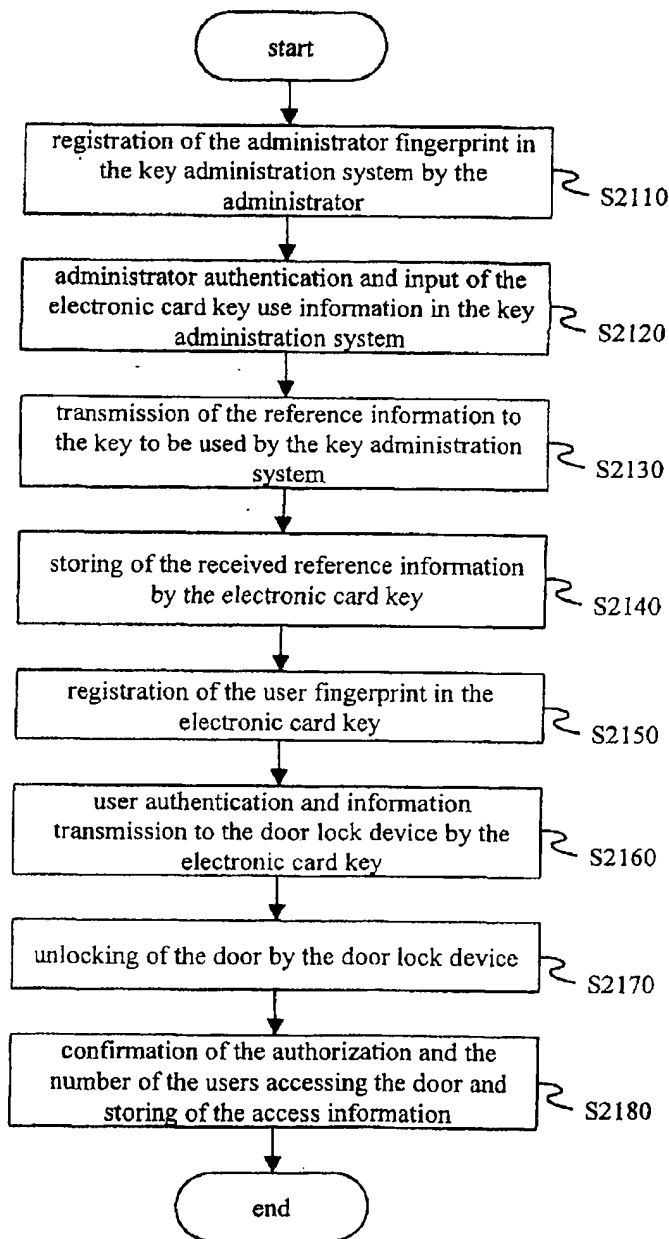 start
registration of the administrator fingerprint in
the key administration system by the
administrator
S2110
administrator authentication and input of the
electronic card key use information in the key
administration system
S2120
transmission of the reference information to
the key to be used by the key administration
system
S2130
storing of the received reference information
by the electronic card key
S2140
registration of the user fingerprint in the
electronic card key
S2150
user authentication and information
transmission to the door lock device by the
electronic card key
S2160
unlocking of the door by the door lock device
S2170
confirmation of the authorization and the
number of the users accessing the door and
storing of the access information
S2180
end